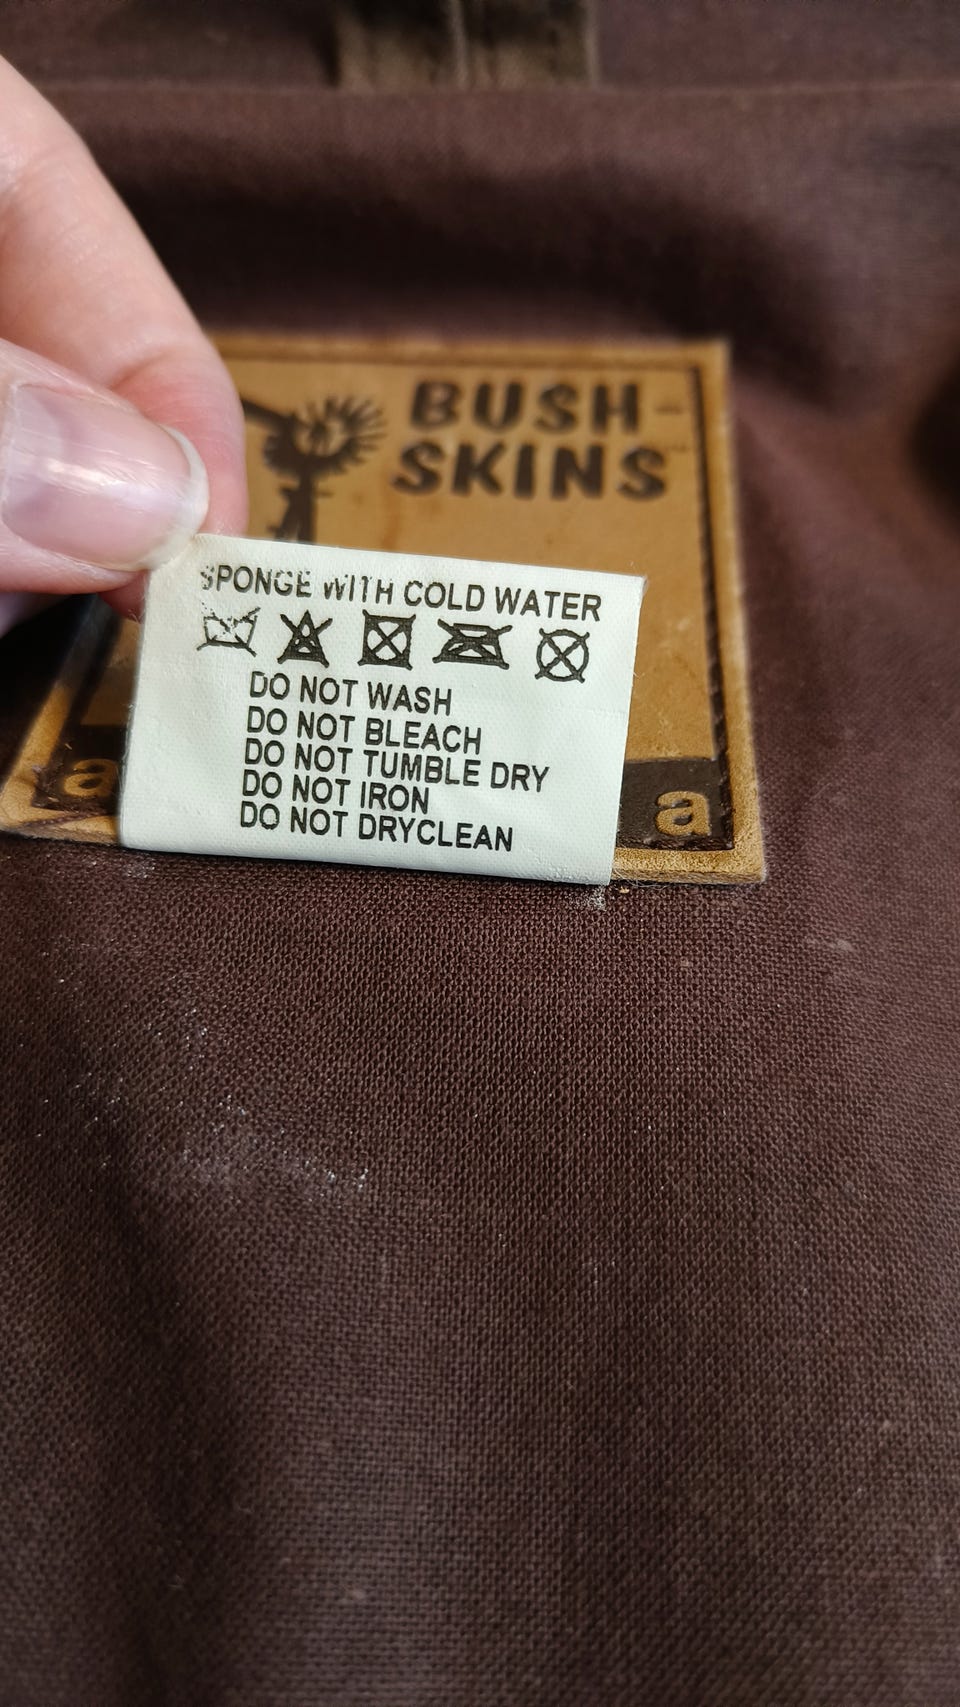 BUSH-
SKINS
SPONGE WITH COLD WATER
DO NOT WASH
DO NOT BLEACH
DO NOT TUMBLE DRY
DO NOT IRON
DO NOT DRYCLEAN
a
a